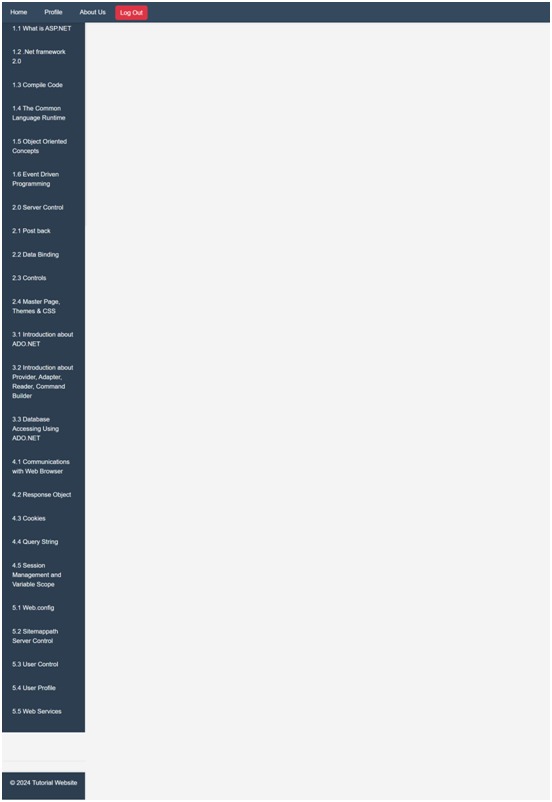 Home Profile About Us Log Out
1.1 What is ASP.NET
1.2 .Net framework
2.0
1.3 Compile Code
1.4 The Common
Language Runtime
1.5 Object Oriented
Concepts
1.6 Event Driven
Programming
2.0 Server Control
2.1 Post back
2.2 Data Binding
2.3 Controls
2.4 Master Page,
Themes & CSS
3.1 Introduction about
ADO.NET
3.2 Introduction about
Provider, Adapter,
Reader, Command
Builder
3.3 Database
Accessing Using
ADO.NET
4.1 Communications
with Web Browser
4.2 Response Object
4.3 Cookies
4.4 Query String
4.5 Session
Management and
Variable Scope
5.1 Web.config
5.2 Sitemappath
Server Control
5.3 User Control
5.4 User Profile
5.5 Web Services
© 2024 Tutorial Website